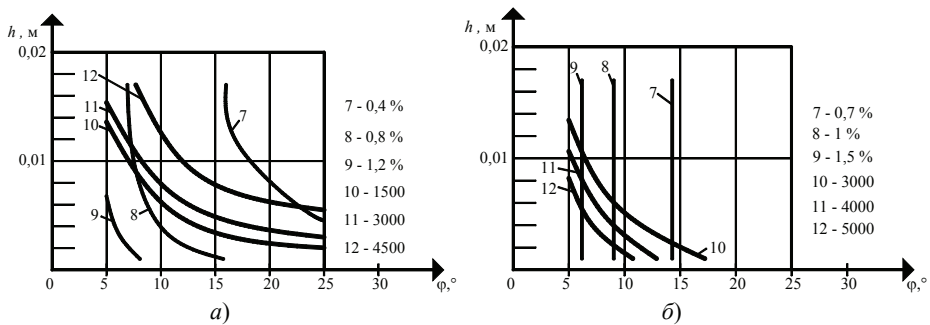 h , м
0,02
12
11
10
7
0,01
9
8
7 - 0,4 %
8 - 0,8 %
9 - 1,2 %
10 - 1500
11 - 3000
12 - 4500
0 5 10 15 20 25 30 φ,°
а)
h , м
0,02
9
8
7
0,01
11
12
10
7 - 0,7 %
8 - 1 %
9 - 1,5 %
10 - 3000
11 - 4000
12 - 5000
0 5 10 15 20 25 30 φ,°
б)